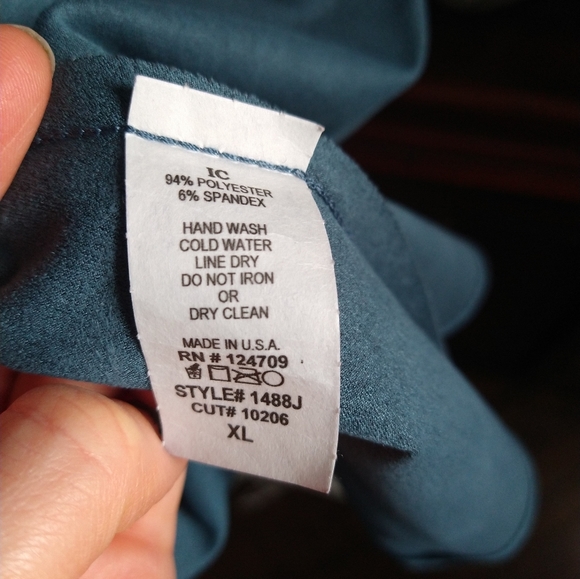 IC
94% POLYESTER
6% SPANDEX
HAND WASH
COLD WATER
LINE DRY
DO NOT IRON
OR
DRY CLEAN
MADE IN U.S.A.
RN # 124709
STYLE# 1488J
CUT# 10206
XL